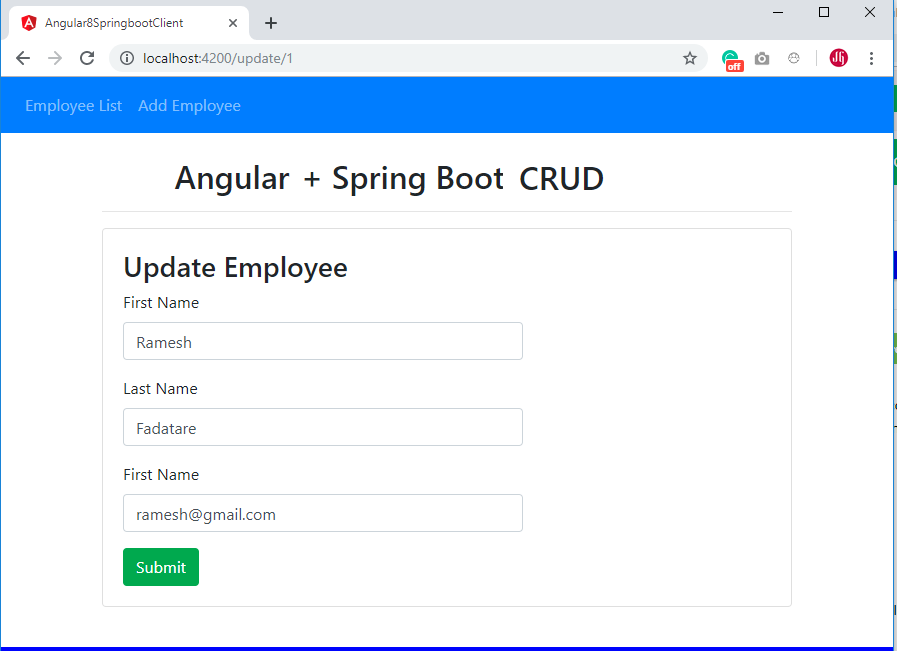 Angular8SpringbootClient
localhost:4200/update/1
off
Employee List Add Employee
Angular + Spring Boot CRUD
Update Employee
First Name
Ramesh
Last Name
Fadatare
First Name
ramesh@gmail.com
Submit